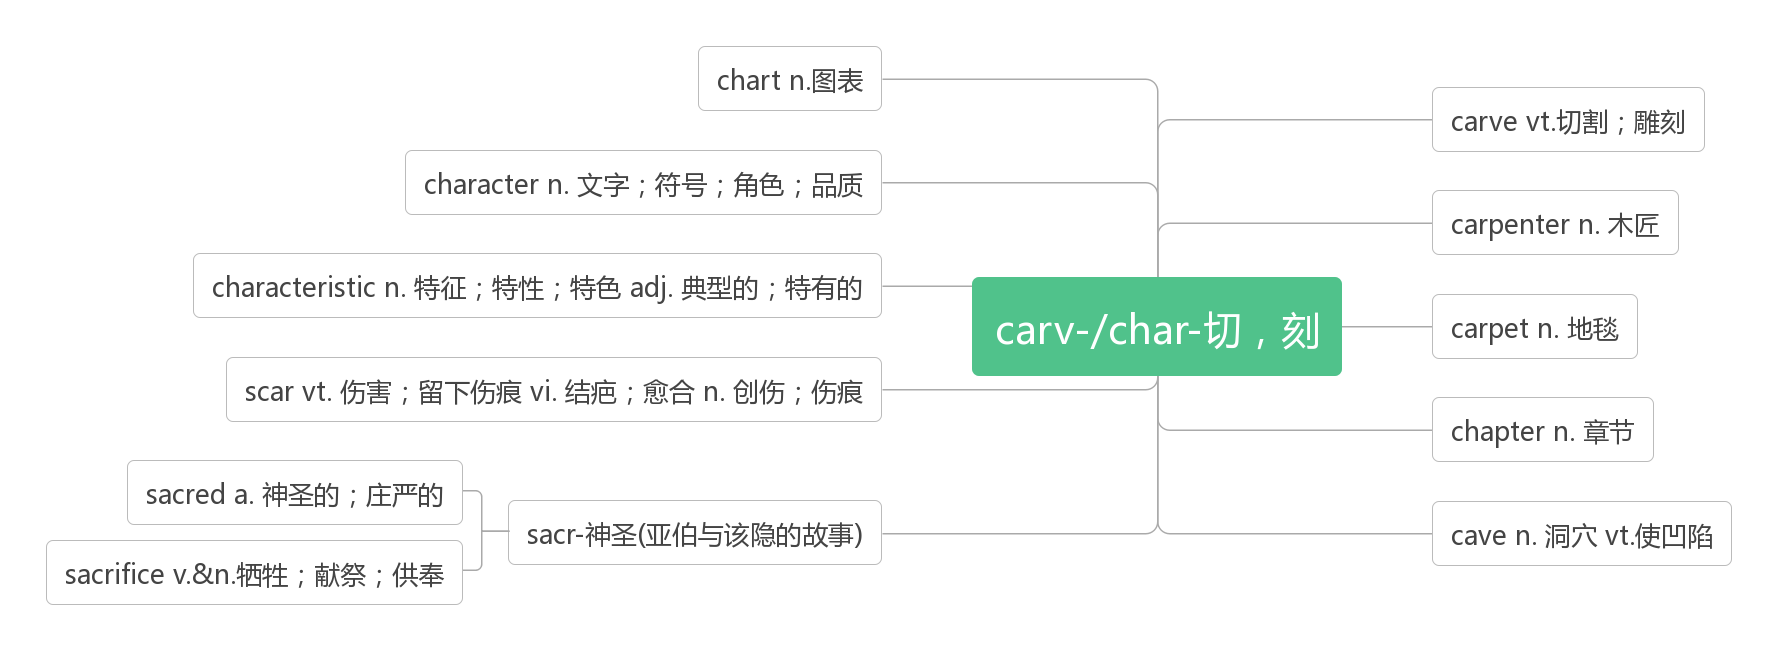 chart n.图表
character n. 文字；符号；角色；品质
characteristic n. 特征；特性；特色 adj. 典型的；特有的
scar vt. 伤害；留下伤痕 vi. 结疤；愈合 n. 创伤；伤痕
sacr-神圣(亚伯与该隐的故事)
sacred a. 神圣的；庄严的
sacrifice v.&n.牺牲；献祭；供奉
carv-/char-切，刻
carve vt.切割；雕刻
carpenter n. 木匠
carpet n. 地毯
chapter n. 章节
cave n. 洞穴 vt.使凹陷